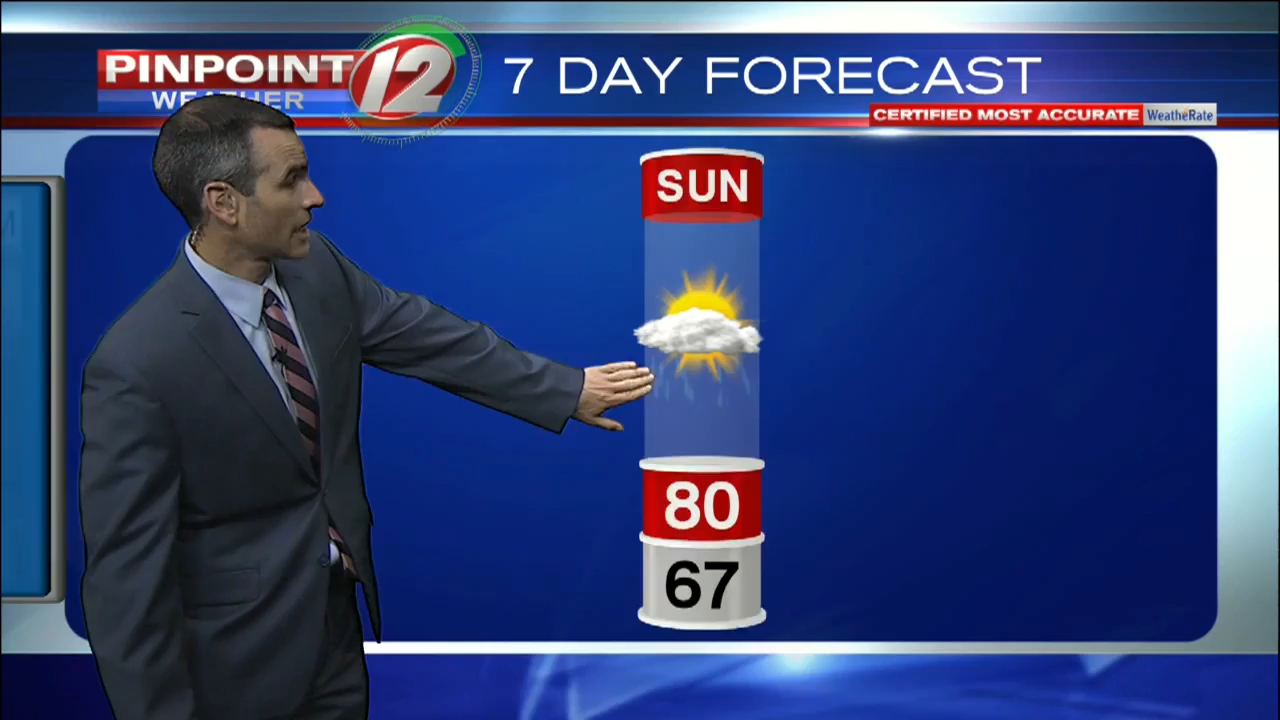 PINPOINT 12
WEATHER
7 DAY FORECAST
CERTIFIED MOST ACCURATE WeatheRate
SUN
80
67